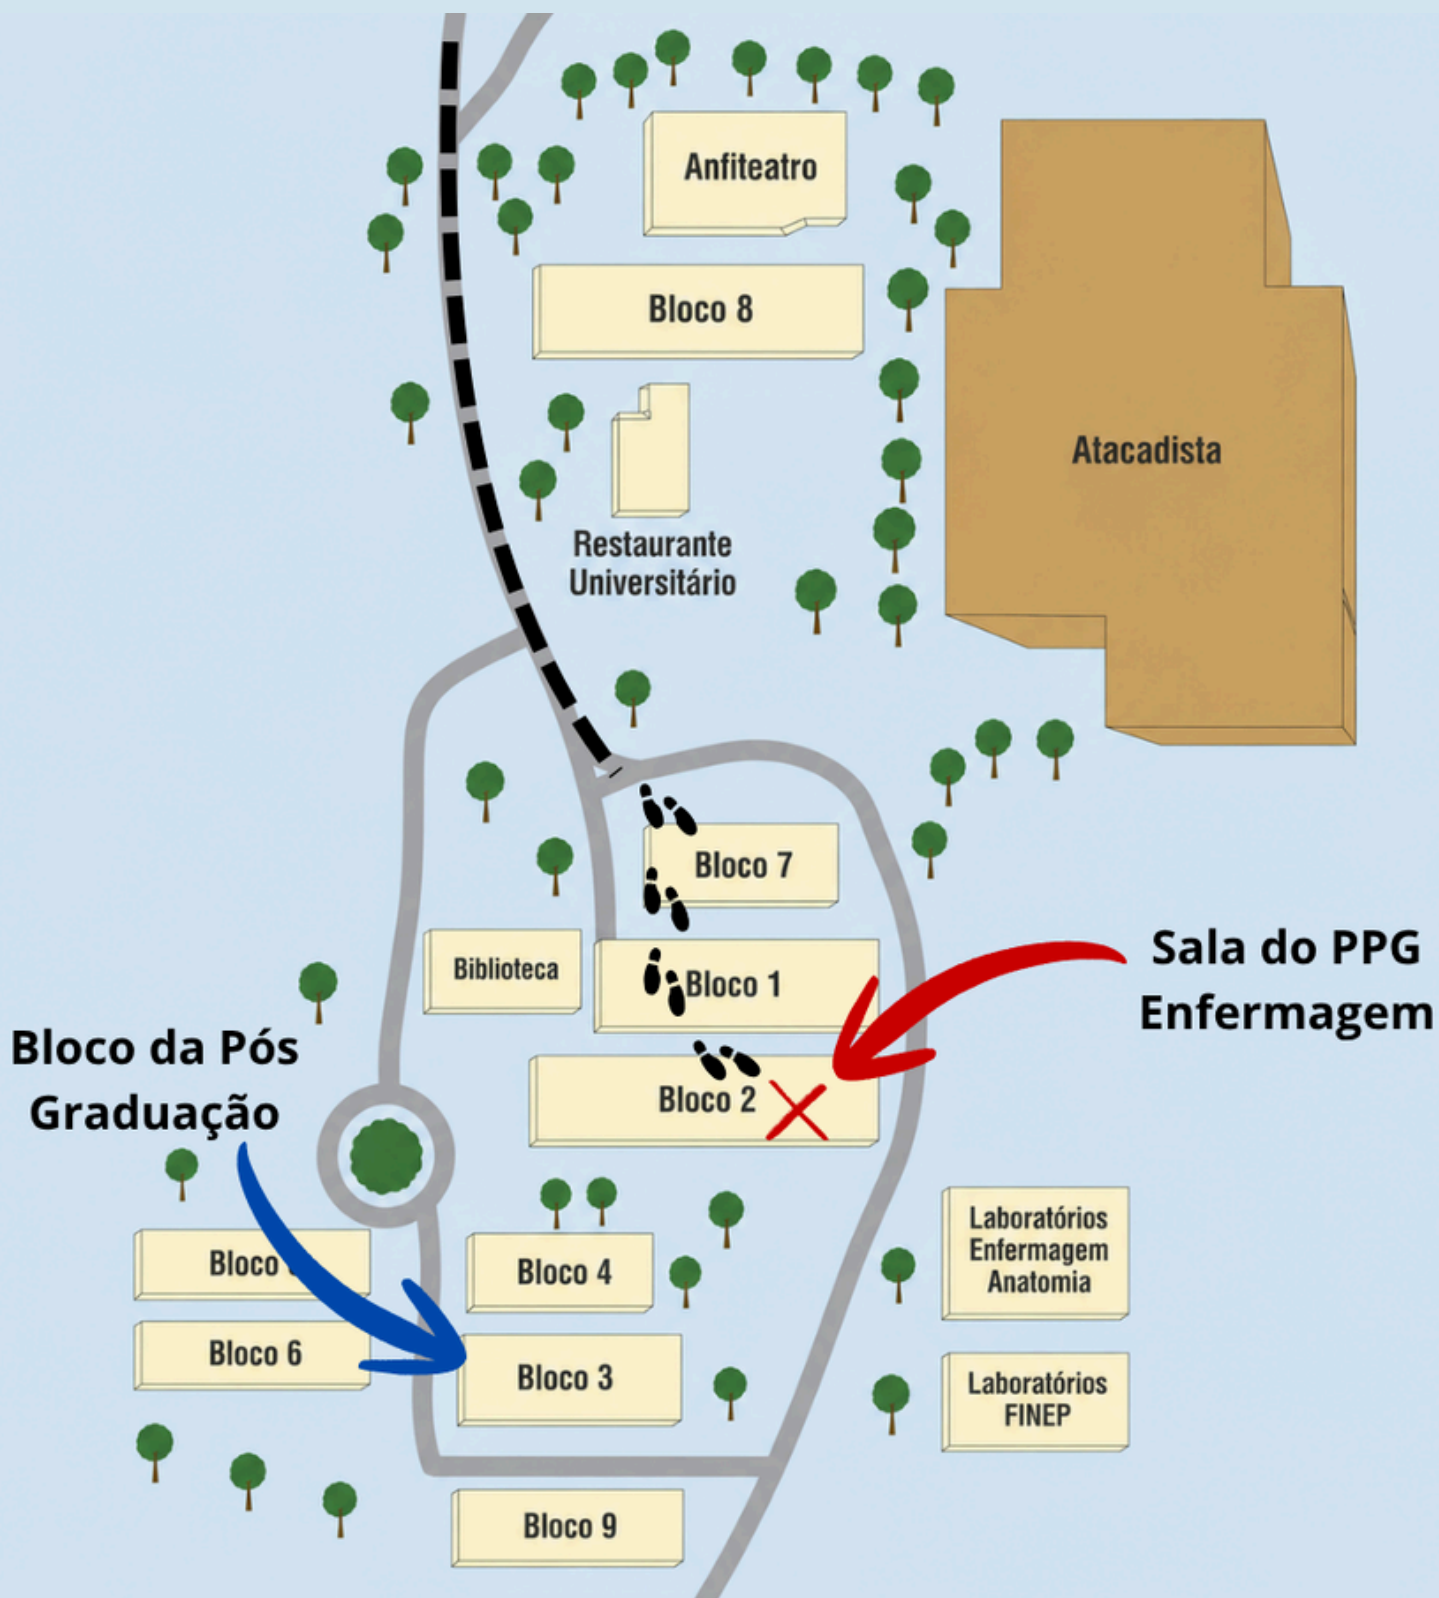 Anfiteatro
Bloco 8
Atacadista
Restaurante
Universitário
Bloco 7
Sala do PPG
Enfermagem
Biblioteca
Bloco 1
Bloco da Pós
Graduação
Bloco 2
Laboratórios
Enfermagem
Anatomia
Bloco
Bloco 4
Bloco 6
Bloco 3
Laboratórios
FINEP
Bloco 9